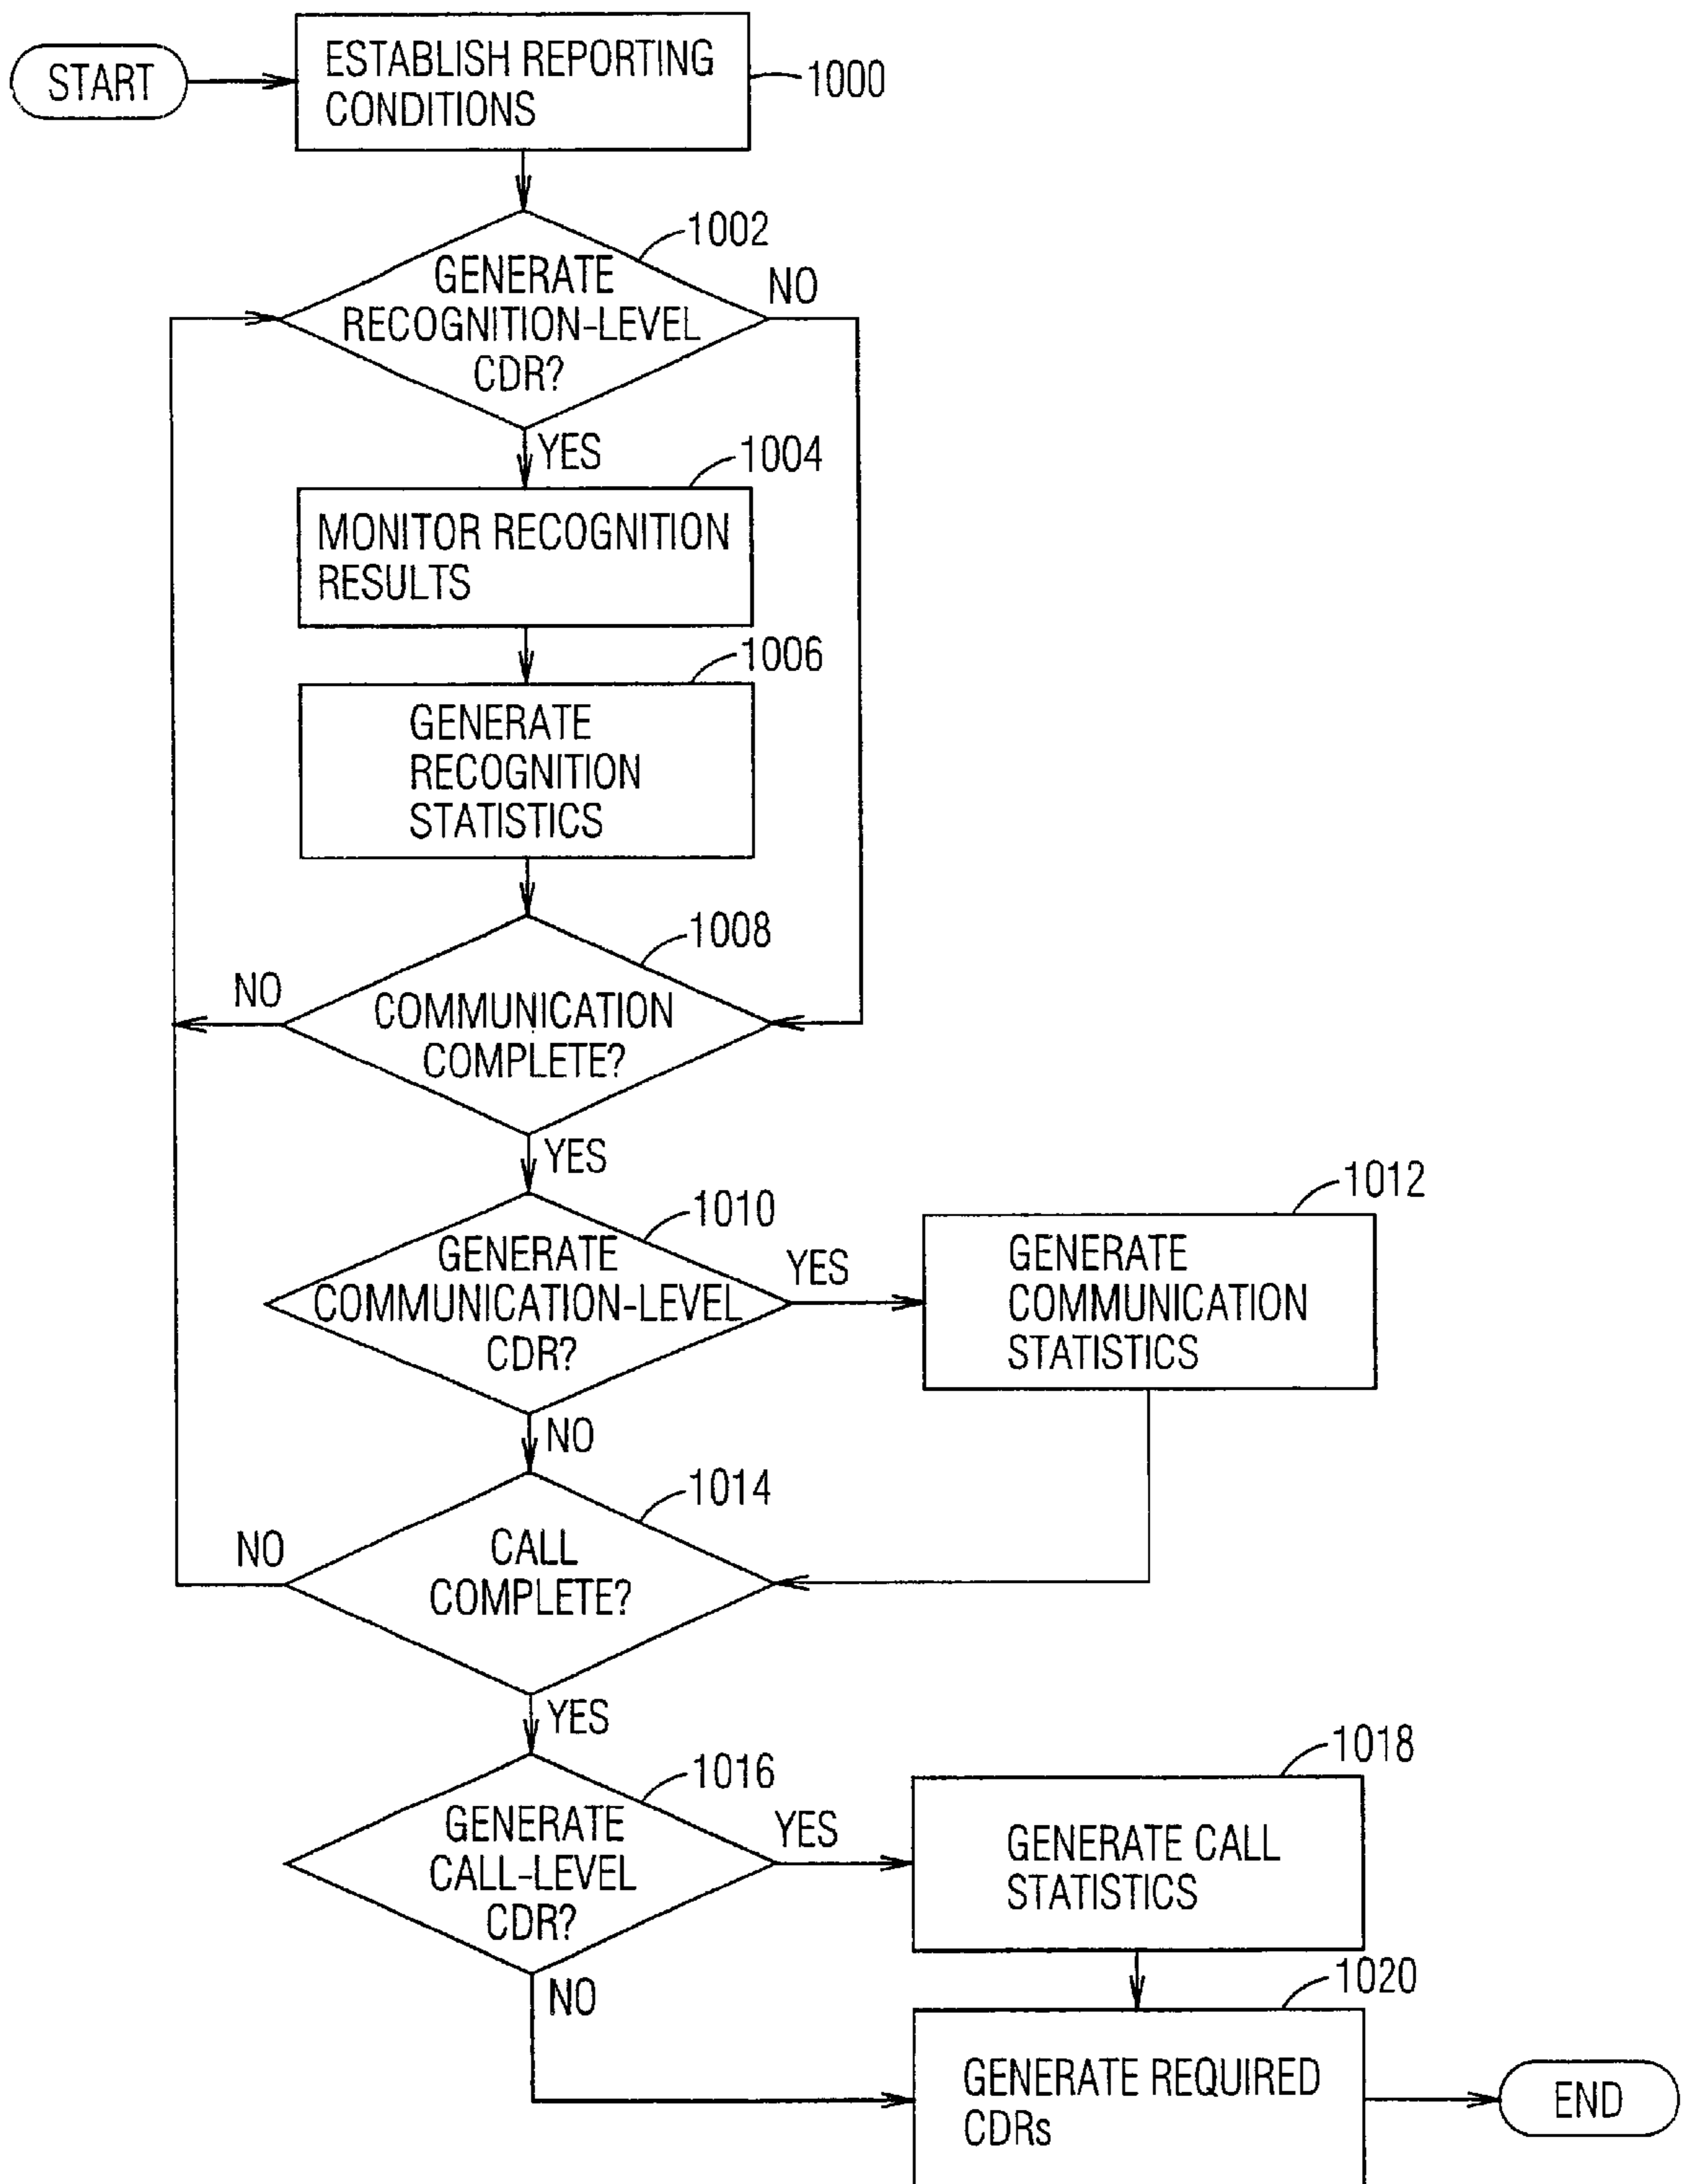 START
ESTABLISH REPORTING
CONDITIONS
1000
1002
GENERATE
RECOGNITION-LEVEL
CDR?
NO
YES
1004
MONITOR RECOGNITION
RESULTS
1006
GENERATE
RECOGNITION
STATISTICS
1008
NO
COMMUNICATION
COMPLETE?
YES
1010
GENERATE
COMMUNICATION-LEVEL
CDR?
YES
1012
GENERATE
COMMUNICATION
STATISTICS
NO
1014
NO
CALL
COMPLETE?
YES
1016
GENERATE
CALL-LEVEL
CDR?
YES
1018
GENERATE CALL
STATISTICS
NO
1020
GENERATE REQUIRED
CDRs
END